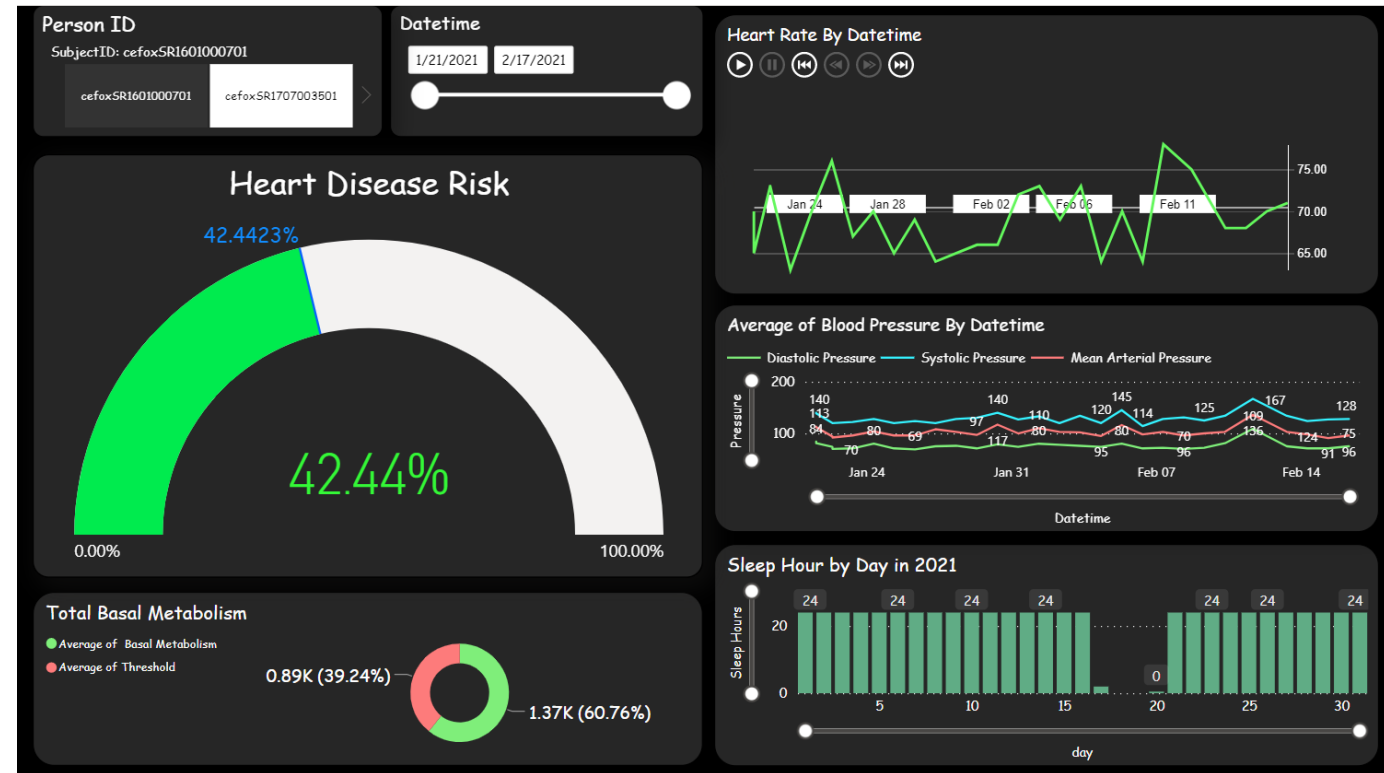 Person ID
SubjectID: cefoxSR1601000701
cefoxSR1601000701
cefoxSR1707003501
Datetime
1/21/2021
2/17/2021
Heart Disease Risk
42.4423%
42.44%
0.00%
100.00%
Total Basal Metabolism
Average of  Basal Metabolism
Average of Threshold
0.89K (39.24%)
1.37K (60.76%)
Heart Rate By Datetime
75.00
70.00
65.00
Jan 24
Jan 28
Feb 02
Feb 06
Feb 11
Average of Blood Pressure By Datetime
Diastolic Pressure
Systolic Pressure
Mean Arterial Pressure
Pressure
200
100
140
113
84
70
80
69
97
140
117
110
80
120
95
145
80
114
70
96
125
167
109
136
124
91
128
75
96
Jan 24
Jan 31
Feb 07
Feb 14
Datetime
Sleep Hour by Day in 2021
Sleep Hours
20
0
24
24
24
24
0
24
24
24
5
10
15
20
25
30
day